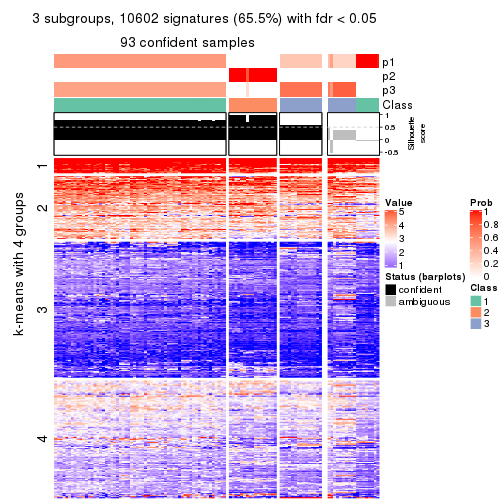 3 subgroups, 10602 signatures (65.5%) with fdr < 0.05
93 confident samples
p1
p2
p3
Class
1
0.5
0
-0.5
Silhouette
score
k-means with 4 groups
1
2
3
4
Value
5
4
3
2
1
Status (barplots)
confident
ambiguous
Prob
1
0.8
0.6
0.4
0.2
0
Class
1
2
3